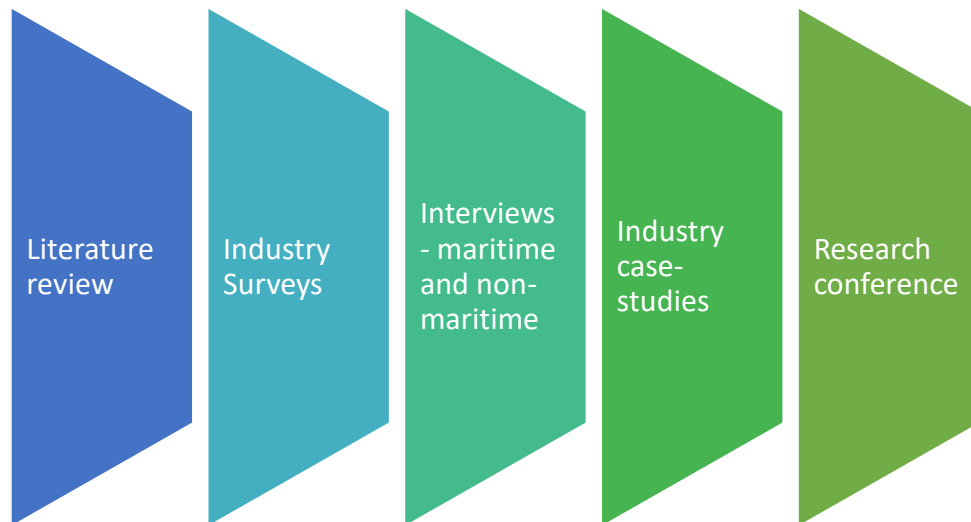 Literature
review
Industry
Surveys
Interviews
- maritime
and non-
maritime
Industry
case-
studies
Research
conference